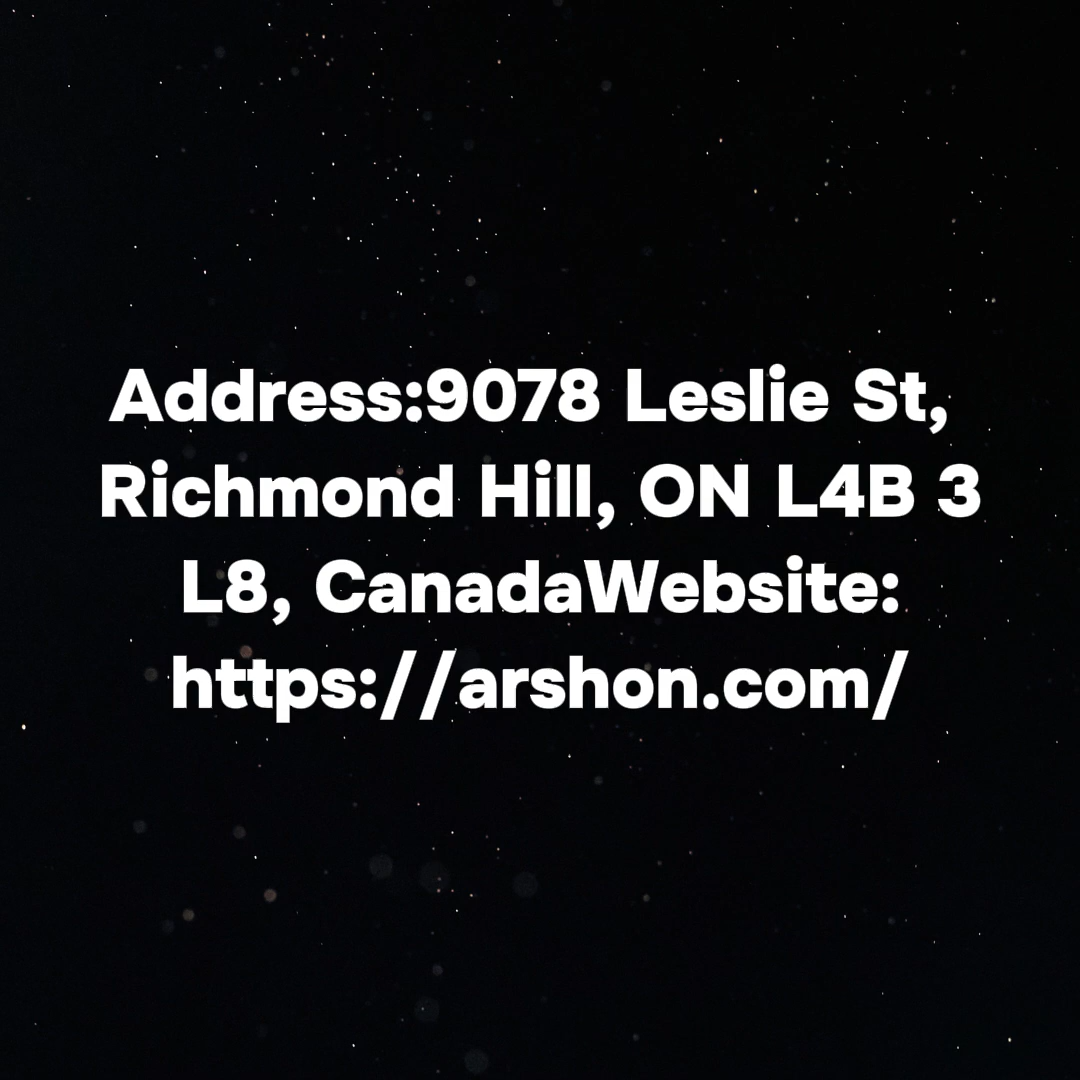 Address:9078 Leslie St,
Richmond Hill, ON L4B 3
L8, CanadaWebsite:
https://arshon.com/